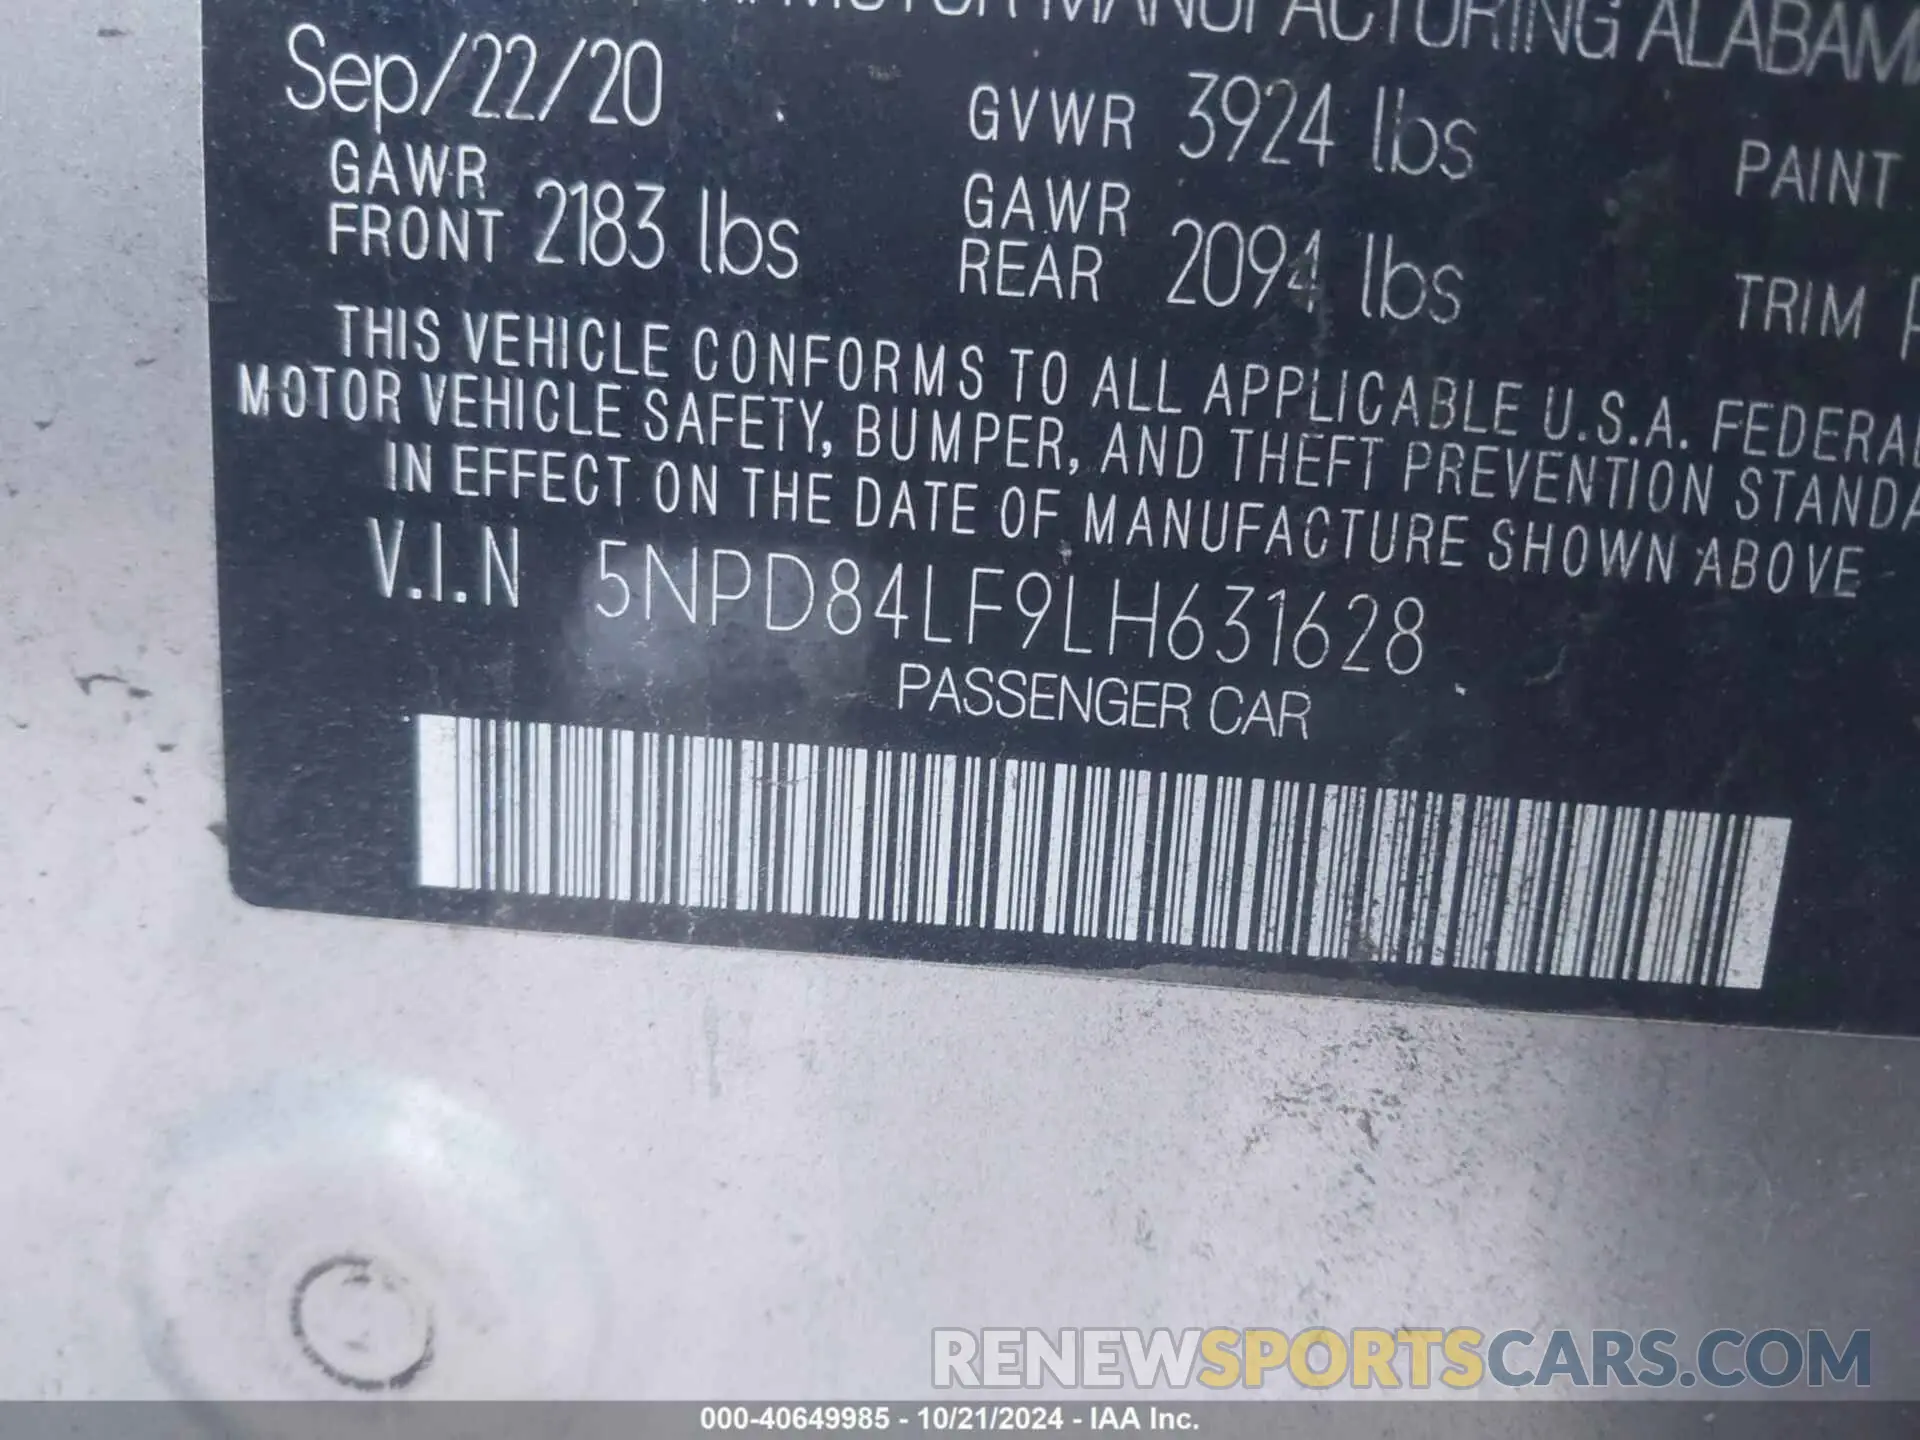 MOTOR MANUFACTURING ALABAMA
Sep/22/20
GVWR 3924 lbs
PAINT
GAWR
FRONT 2183 lbs
GAWR
REAR 2094 lbs
TRIM
THIS VEHICLE CONFORMS TO ALL APPLICABLE U.S.A. FEDERAL
MOTOR VEHICLE SAFETY, BUMPER, AND THEFT PREVENTION STANDA
IN EFFECT ON THE DATE OF MANUFACTURE SHOWN ABOVE
V.I.N 5NPD84LF9LH631628
PASSENGER CAR
RENEWSPORTSCARS.COM
000-40649985 - 10/21/2024 - IAA Inc.